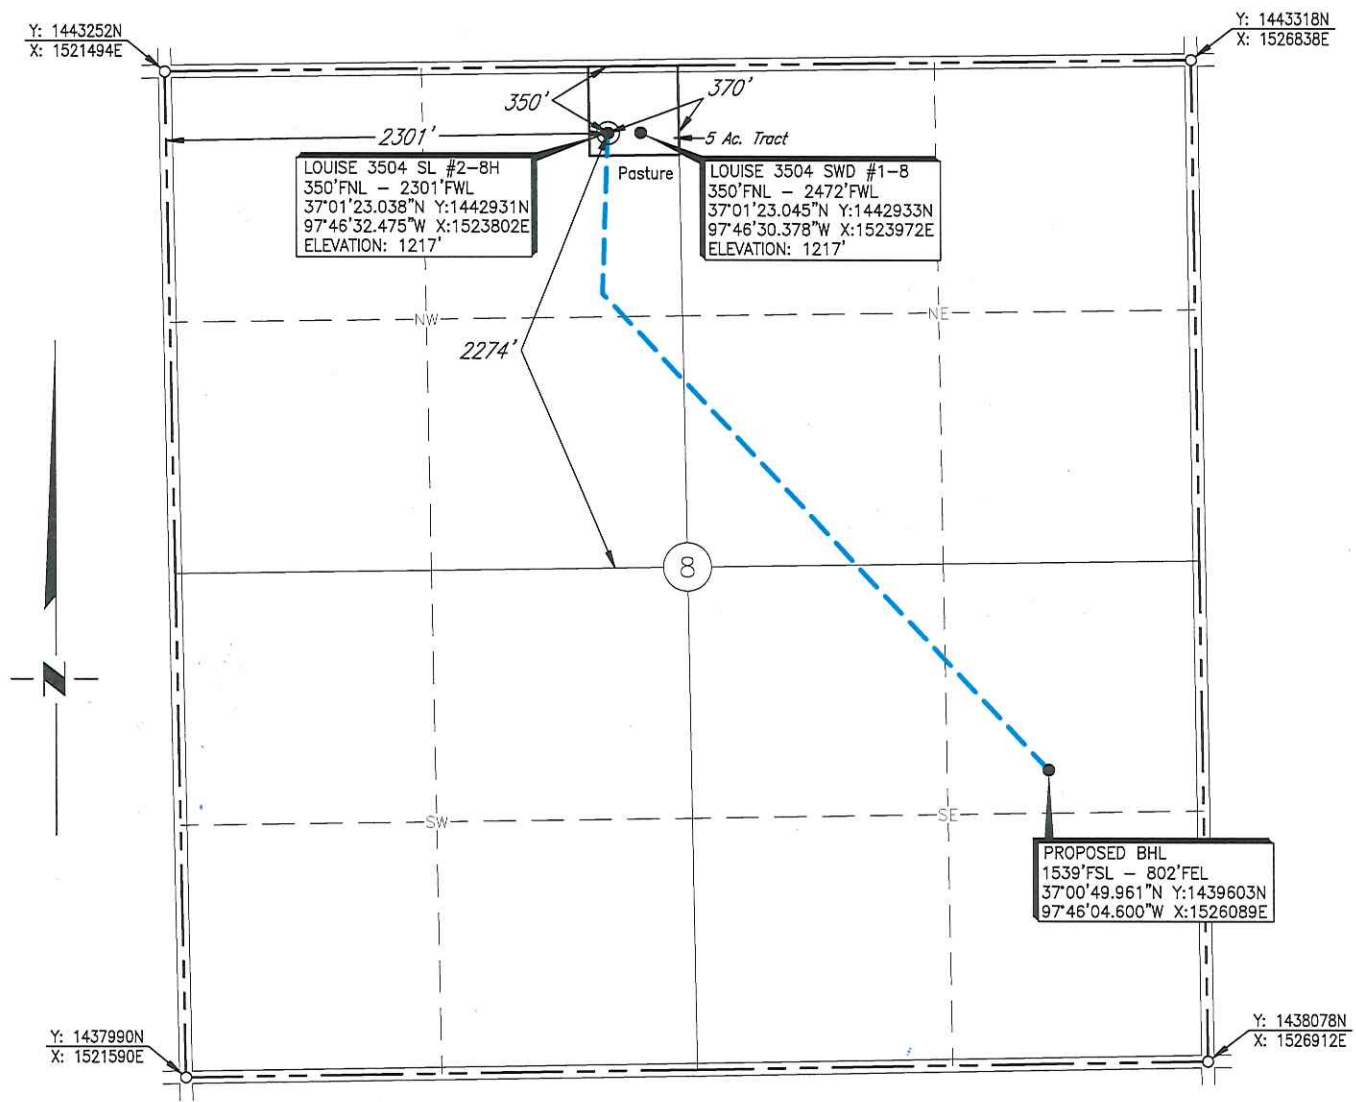 Y: 1443252N
X: 1521494E
Y: 1443318N
X: 1526838E
350'
370'
2301'
5 Ac. Tract
Pasture
LOUISE 3504 SL #2-8H
350'FNL - 2301'FWL
37°01'23.038"N Y:1442931N
97°46'32.475"W X:1523802E
ELEVATION: 1217'
LOUISE 3504 SWD #1-8
350'FNL - 2472'FWL
37°01'23.045"N Y:1442933N
97°46'30.378"W X:1523972E
ELEVATION: 1217'
NW
NE
2274'
8
N
SW
SE
PROPOSED BHL
1539'FSL - 802'FEL
37°00'49.961"N Y:1439603N
97°46'04.600"W X:1526089E
Y: 1437990N
X: 1521590E
Y: 1438078N
X: 1526912E